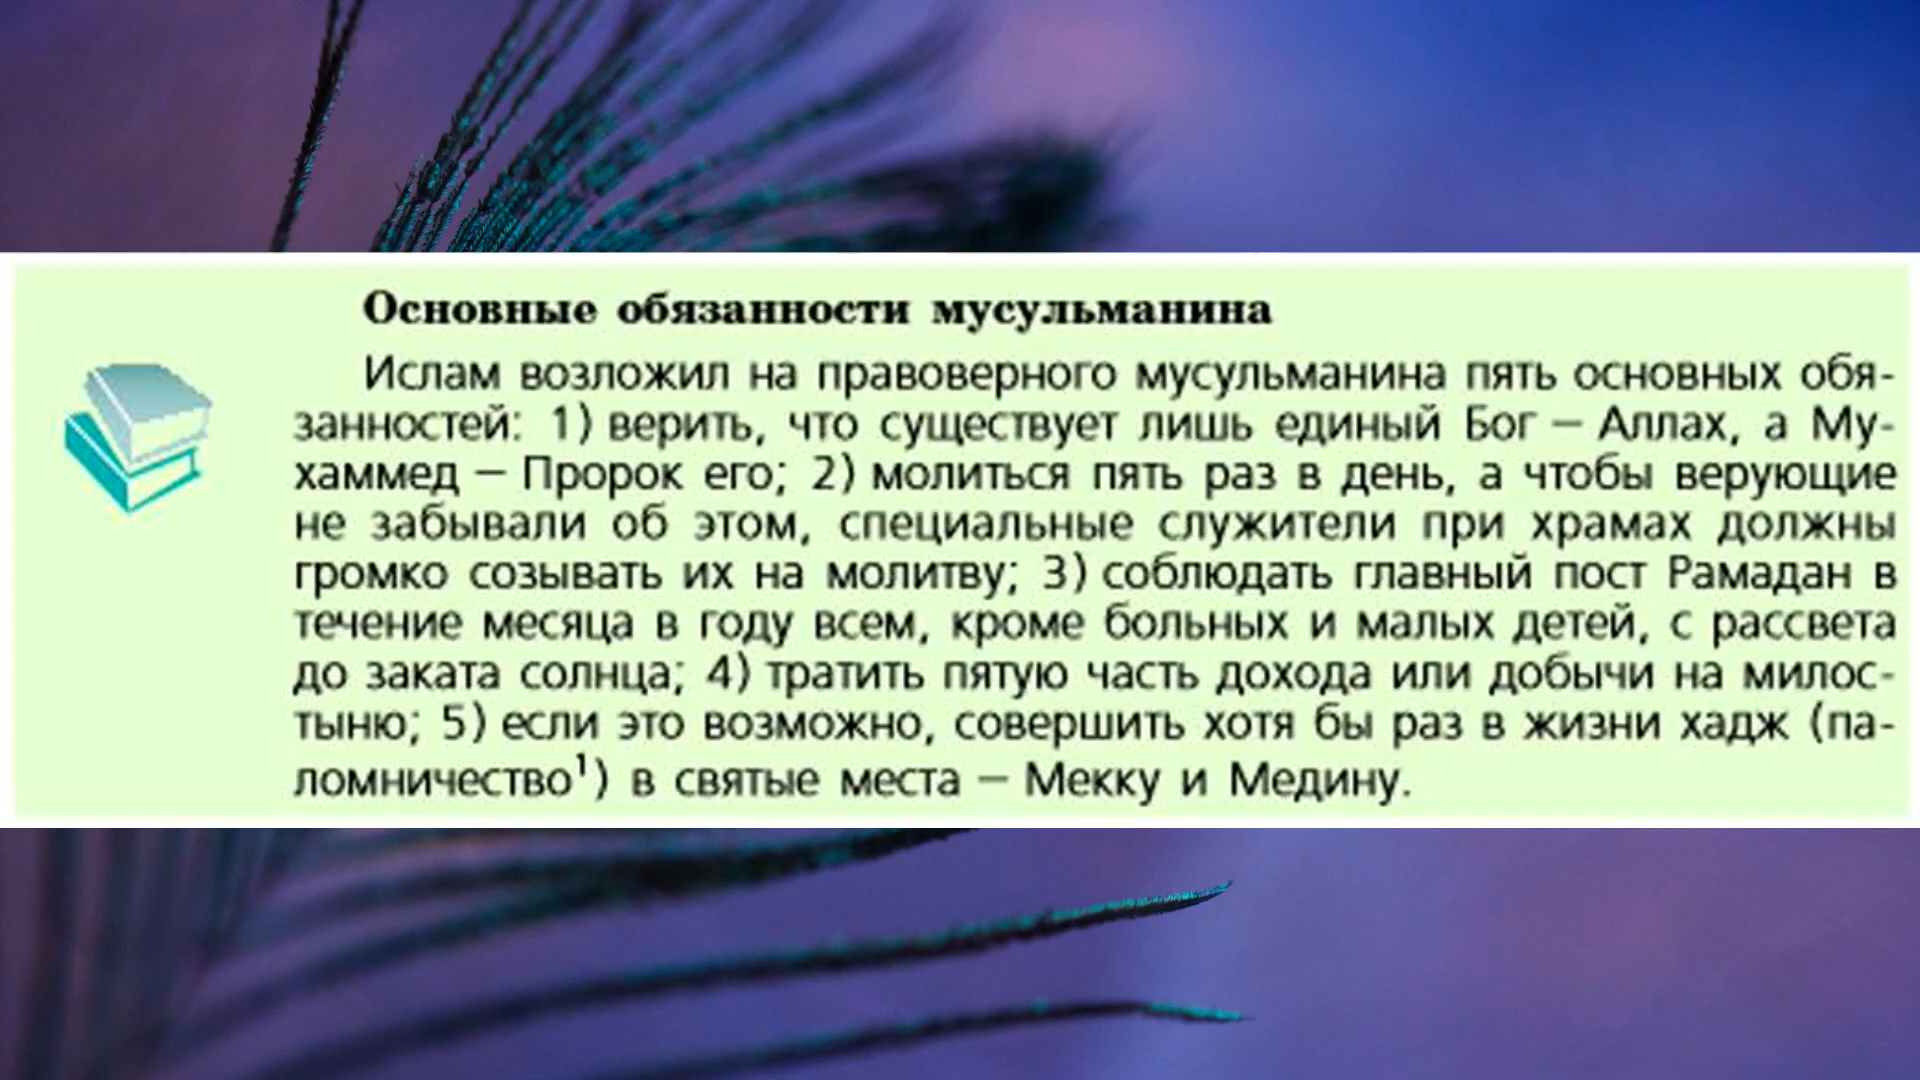 Основные обязанности мусульманина
Ислам возложил на правоверного мусульманина пять основных обя-
занностей: 1) верить, что существует лишь единый Бог – Аллах, а Му-
хаммед – Пророк его; 2) молиться пять раз в день, а чтобы верующие
не забывали об этом, специальные служители при храмах должны
громко созывать их на молитву; 3) соблюдать главный пост Рамадан в
течение месяца в году всем, кроме больных и малых детей, с рассвета
до заката солнца; 4) тратить пятую часть дохода или добычи на милос-
тыню; 5) если это возможно, совершить хотя бы раз в жизни хадж (па-
ломничество¹) в святые места – Мекку и Медину.